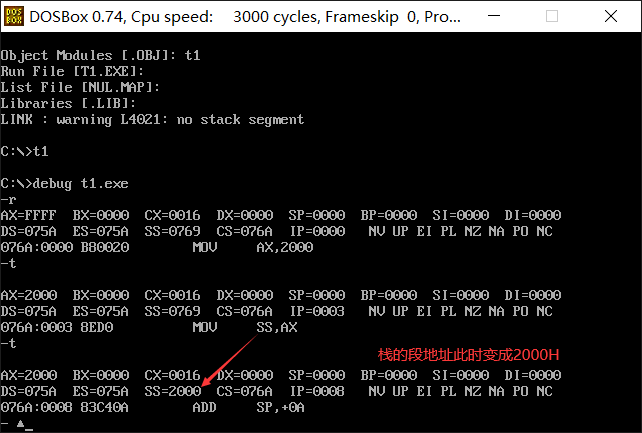 DOSBox 0.74, Cpu speed: 3000 cycles, Frameskip 0, Pro...
Object Modules [.OBJ]: t1
Run File [T1.EXE]:
List File [NUL.MAP]:
Libraries [.LIB]:
LINK : warning L4021: no stack segment
C:\>t1
C:\>debug t1.exe
-r
AX=FFFF BX=0000 CX=0016 DX=0000 SP=0000 BP=0000 SI=0000 DI=0000
DS=075A ES=075A SS=0769 CS=076A IP=0000 NV UP EI PL NZ NA PO NC
076A:0000 B80020 MOV AX,2000
-t
AX=2000 BX=0000 CX=0016 DX=0000 SP=0000 BP=0000 SI=0000 DI=0000
DS=075A ES=075A SS=0769 CS=076A IP=0003 NV UP EI PL NZ NA PO NC
076A:0003 8ED0 MOV SS,AX
-t
栈的段地址此时变成2000H
AX=2000 BX=0000 CX=0016 DX=0000 SP=0000 BP=0000 SI=0000 DI=0000
DS=075A ES=075A SS=2000 CS=076A IP=0008 NV UP EI PL NZ NA PO NC
076A:0008 83C40A ADD SP,+0A
- ▲_